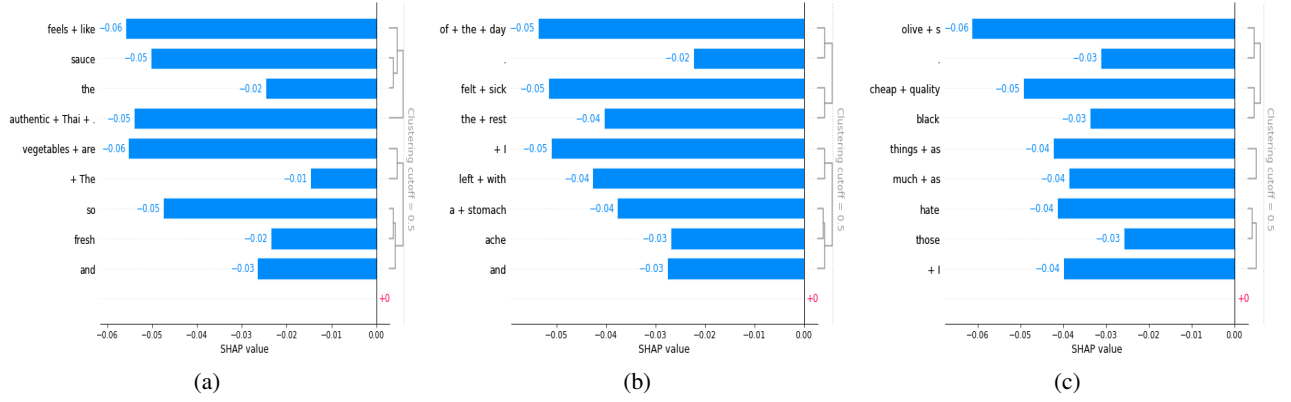 feels + like
−0.06
sauce
−0.05
the
−0.02
authentic + Thai + .
−0.05
vegetables + are
−0.06
+ The
−0.01
so
−0.05
fresh
−0.02
and
−0.03
+0
−0.06 −0.05 −0.04 −0.03 −0.02 −0.01 0.00
SHAP value
Clustering cutoff = 0.5
(a)
of + the + day
−0.05
.
−0.02
felt + sick
−0.05
the + rest
−0.04
+ I
−0.05
left + with
−0.04
a + stomach
−0.04
ache
−0.03
and
−0.03
+0
−0.05 −0.04 −0.03 −0.02 −0.01 0.00
SHAP value
Clustering cutoff = 0.5
(b)
olive + s
−0.06
.
−0.03
cheap + quality
−0.05
black
−0.03
things + as
−0.04
much + as
−0.04
hate
−0.04
those
−0.03
+ I
−0.04
+0
−0.06 −0.05 −0.04 −0.03 −0.02 −0.01 0.00
SHAP value
Clustering cutoff = 0.5
(c)